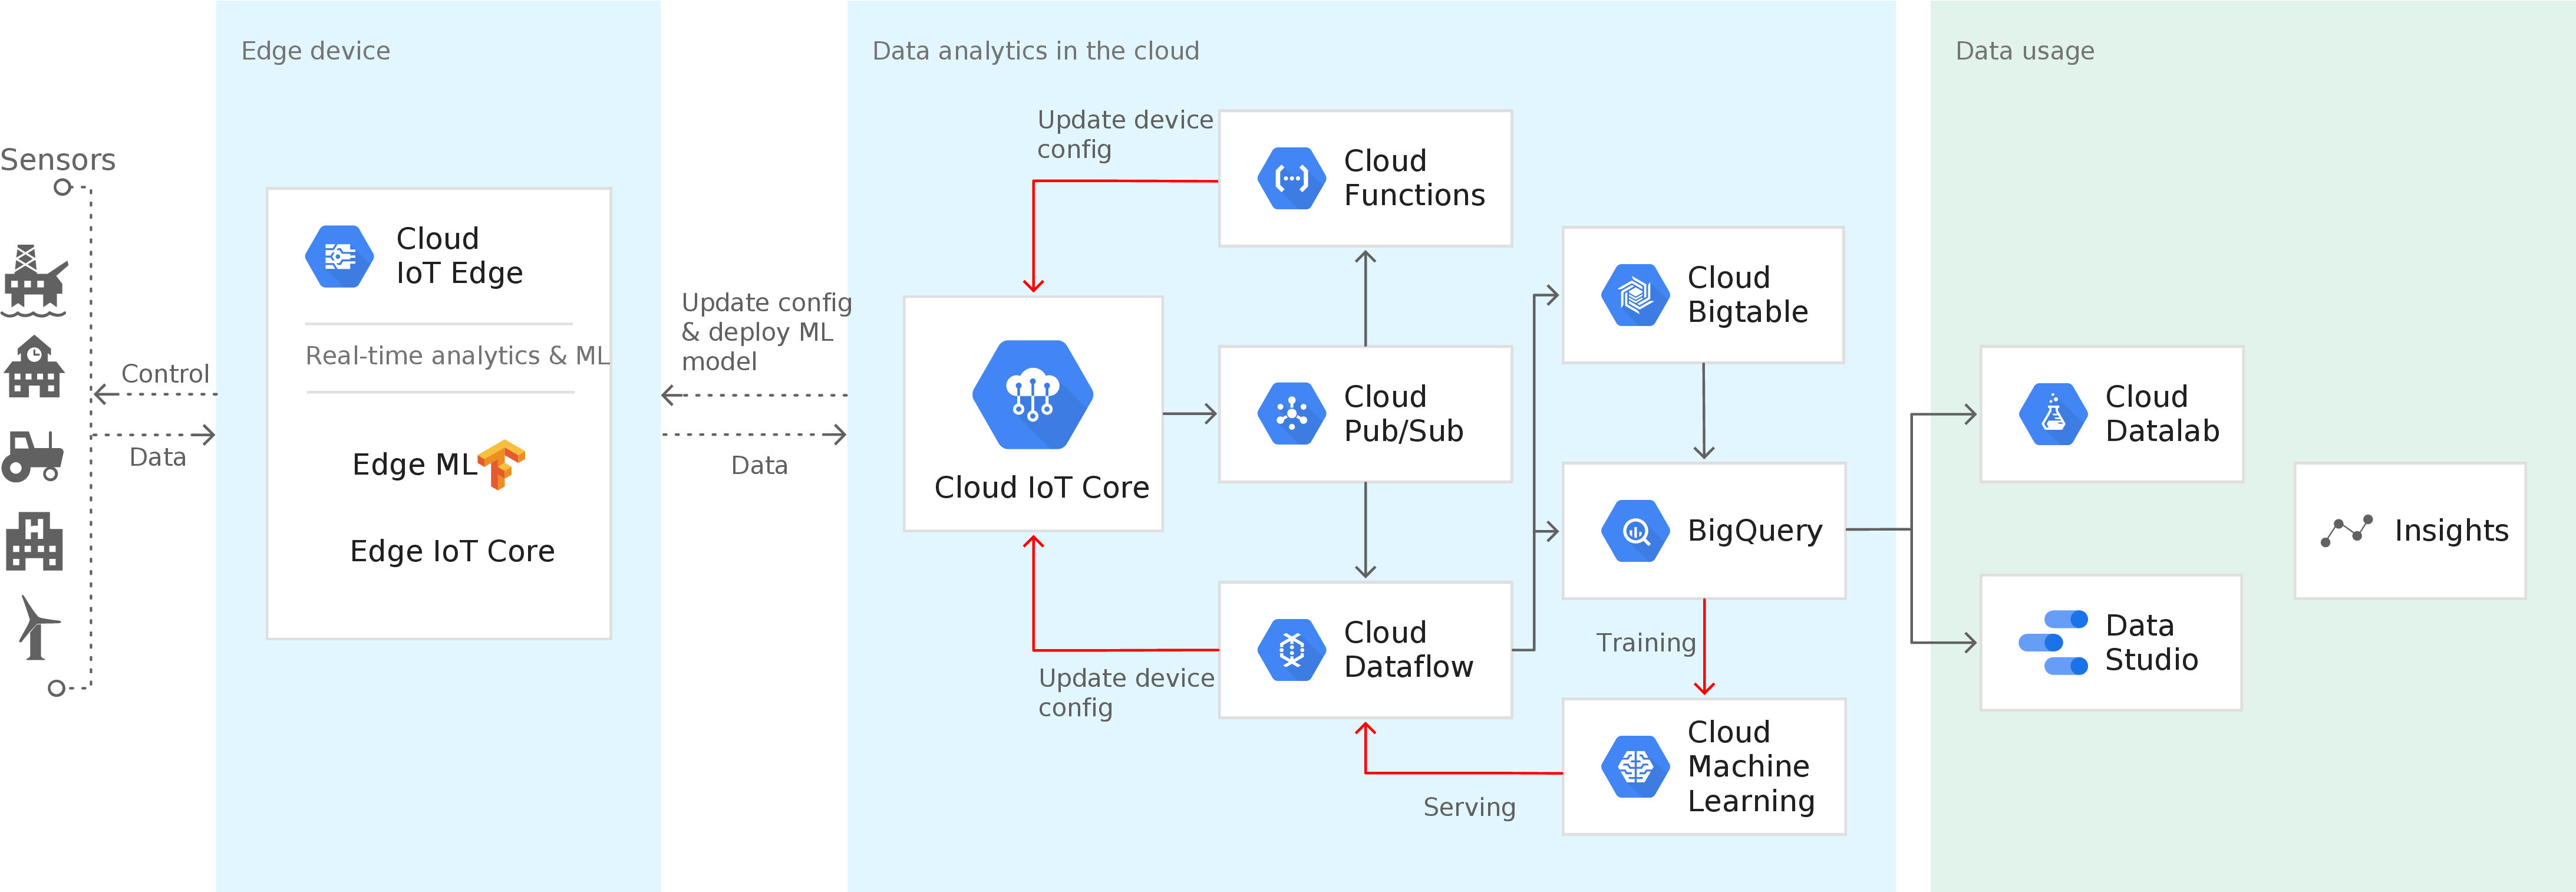 Edge device
Data analytics in the cloud
Data usage
Sensors
Control
Data
Cloud
IoT Edge
Real-time analytics & ML
Edge ML
Edge IoT Core
Update config
& deploy ML
model
Data
Update device
config
Cloud
Functions
Cloud IoT Core
Cloud
Pub/Sub
Update device
config
Cloud
Dataflow
Cloud
Bigtable
BigQuery
Training
Serving
Cloud
Machine
Learning
Cloud
Datalab
Data
Studio
Insights